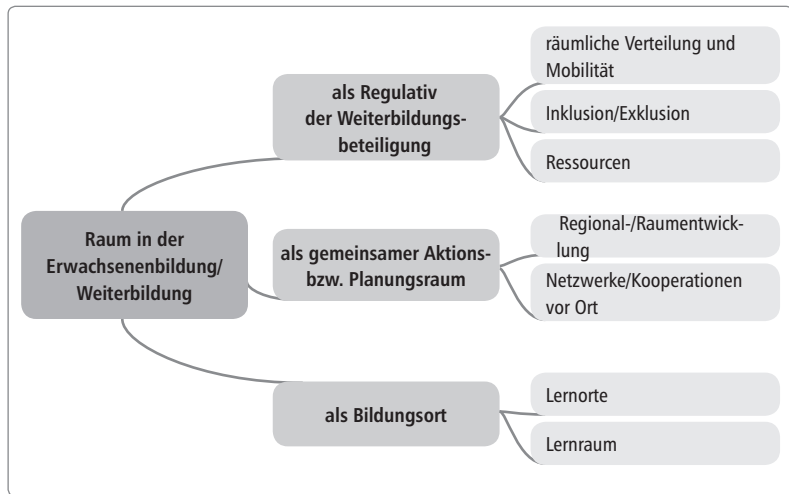 Raum in der
Erwachsenenbildung/
Weiterbildung
als Regulativ
der Weiterbildungs-
beteiligung
räumliche Verteilung und
Mobilität
Inklusion/Exklusion
Ressourcen
als gemeinsamer Aktions-
bzw. Planungsraum
Regional-/Raumentwick-
lung
Netzwerke/Kooperationen
vor Ort
als Bildungsort
Lernorte
Lernraum